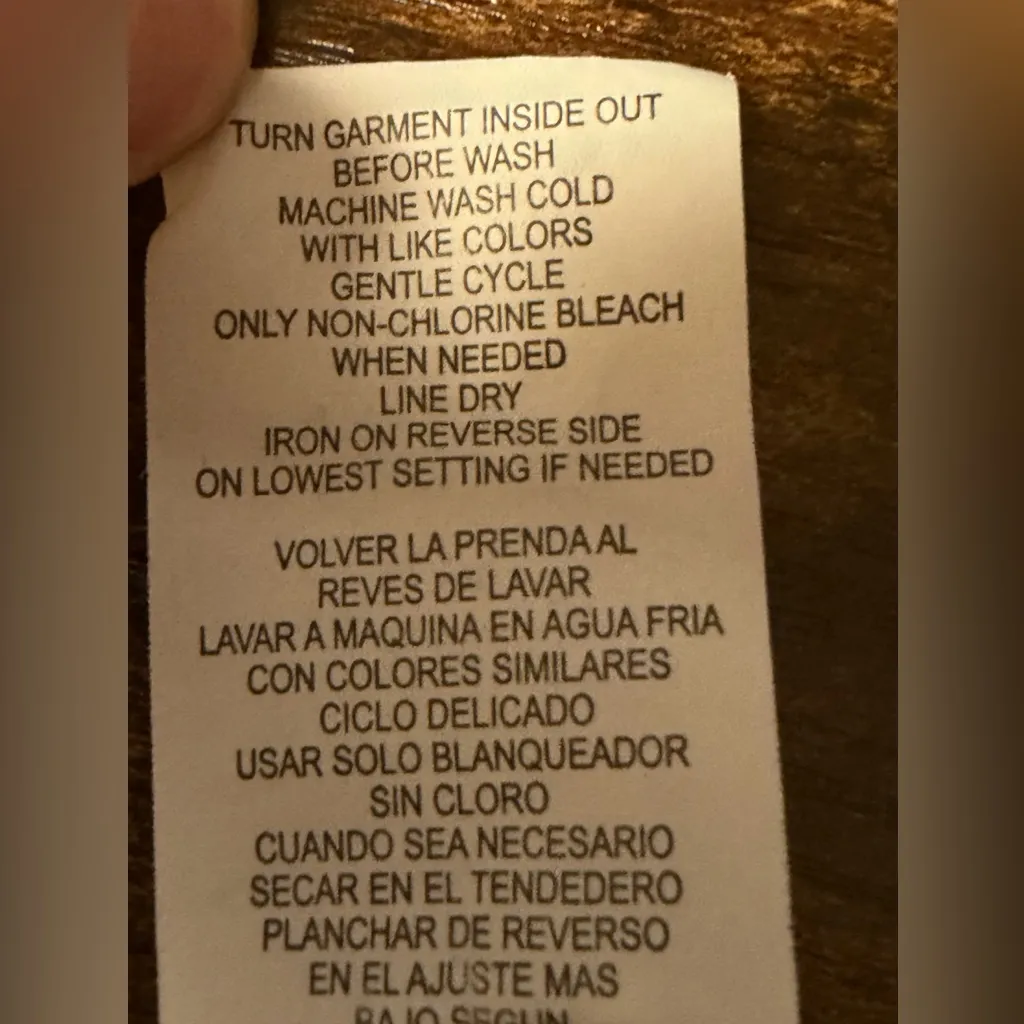 TURN GARMENT INSIDE OUT
BEFORE WASH
MACHINE WASH COLD
WITH LIKE COLORS
GENTLE CYCLE
ONLY NON-CHLORINE BLEACH
WHEN NEEDED
LINE DRY
IRON ON REVERSE SIDE
ON LOWEST SETTING IF NEEDED
VOLVER LA PRENDA AL
REVES DE LAVAR
LAVAR A MAQUINA EN AGUA FRIA
CON COLORES SIMILARES
CICLO DELICADO
USAR SOLO BLANQUEADOR
SIN CLORO
CUANDO SEA NECESARIO
SECAR EN EL TENDEDERO
PLANCHAR DE REVERSO
EN EL AJUSTE MAS
BAJO SEGUN